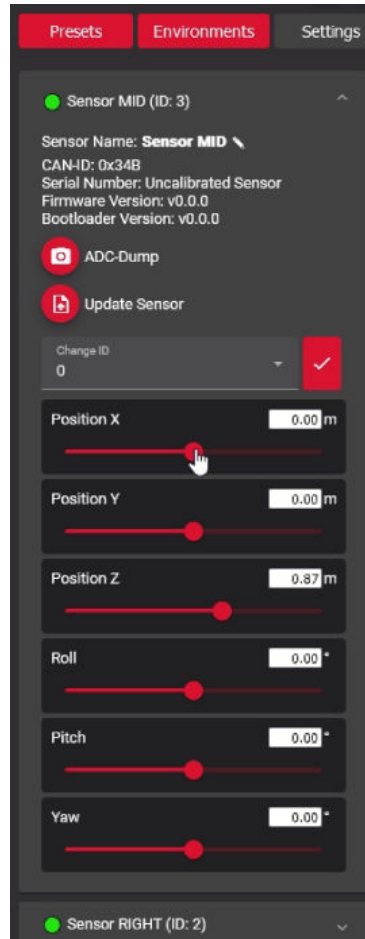 Presets Environments Settings
Sensor MID (ID: 3)
Sensor Name: Sensor MID
CAN-ID: 0x34B
Serial Number: Uncalibrated Sensor
Firmware Version: v0.0.0
Bootloader Version: v0.0.0
ADC-Dump
Update Sensor
Change ID
0
Position X 0.00 m
Position Y 0.00 m
Position Z 0.87 m
Roll 0.00 °
Pitch 0.00 °
Yaw 0.00 °
Sensor RIGHT (ID: 2)